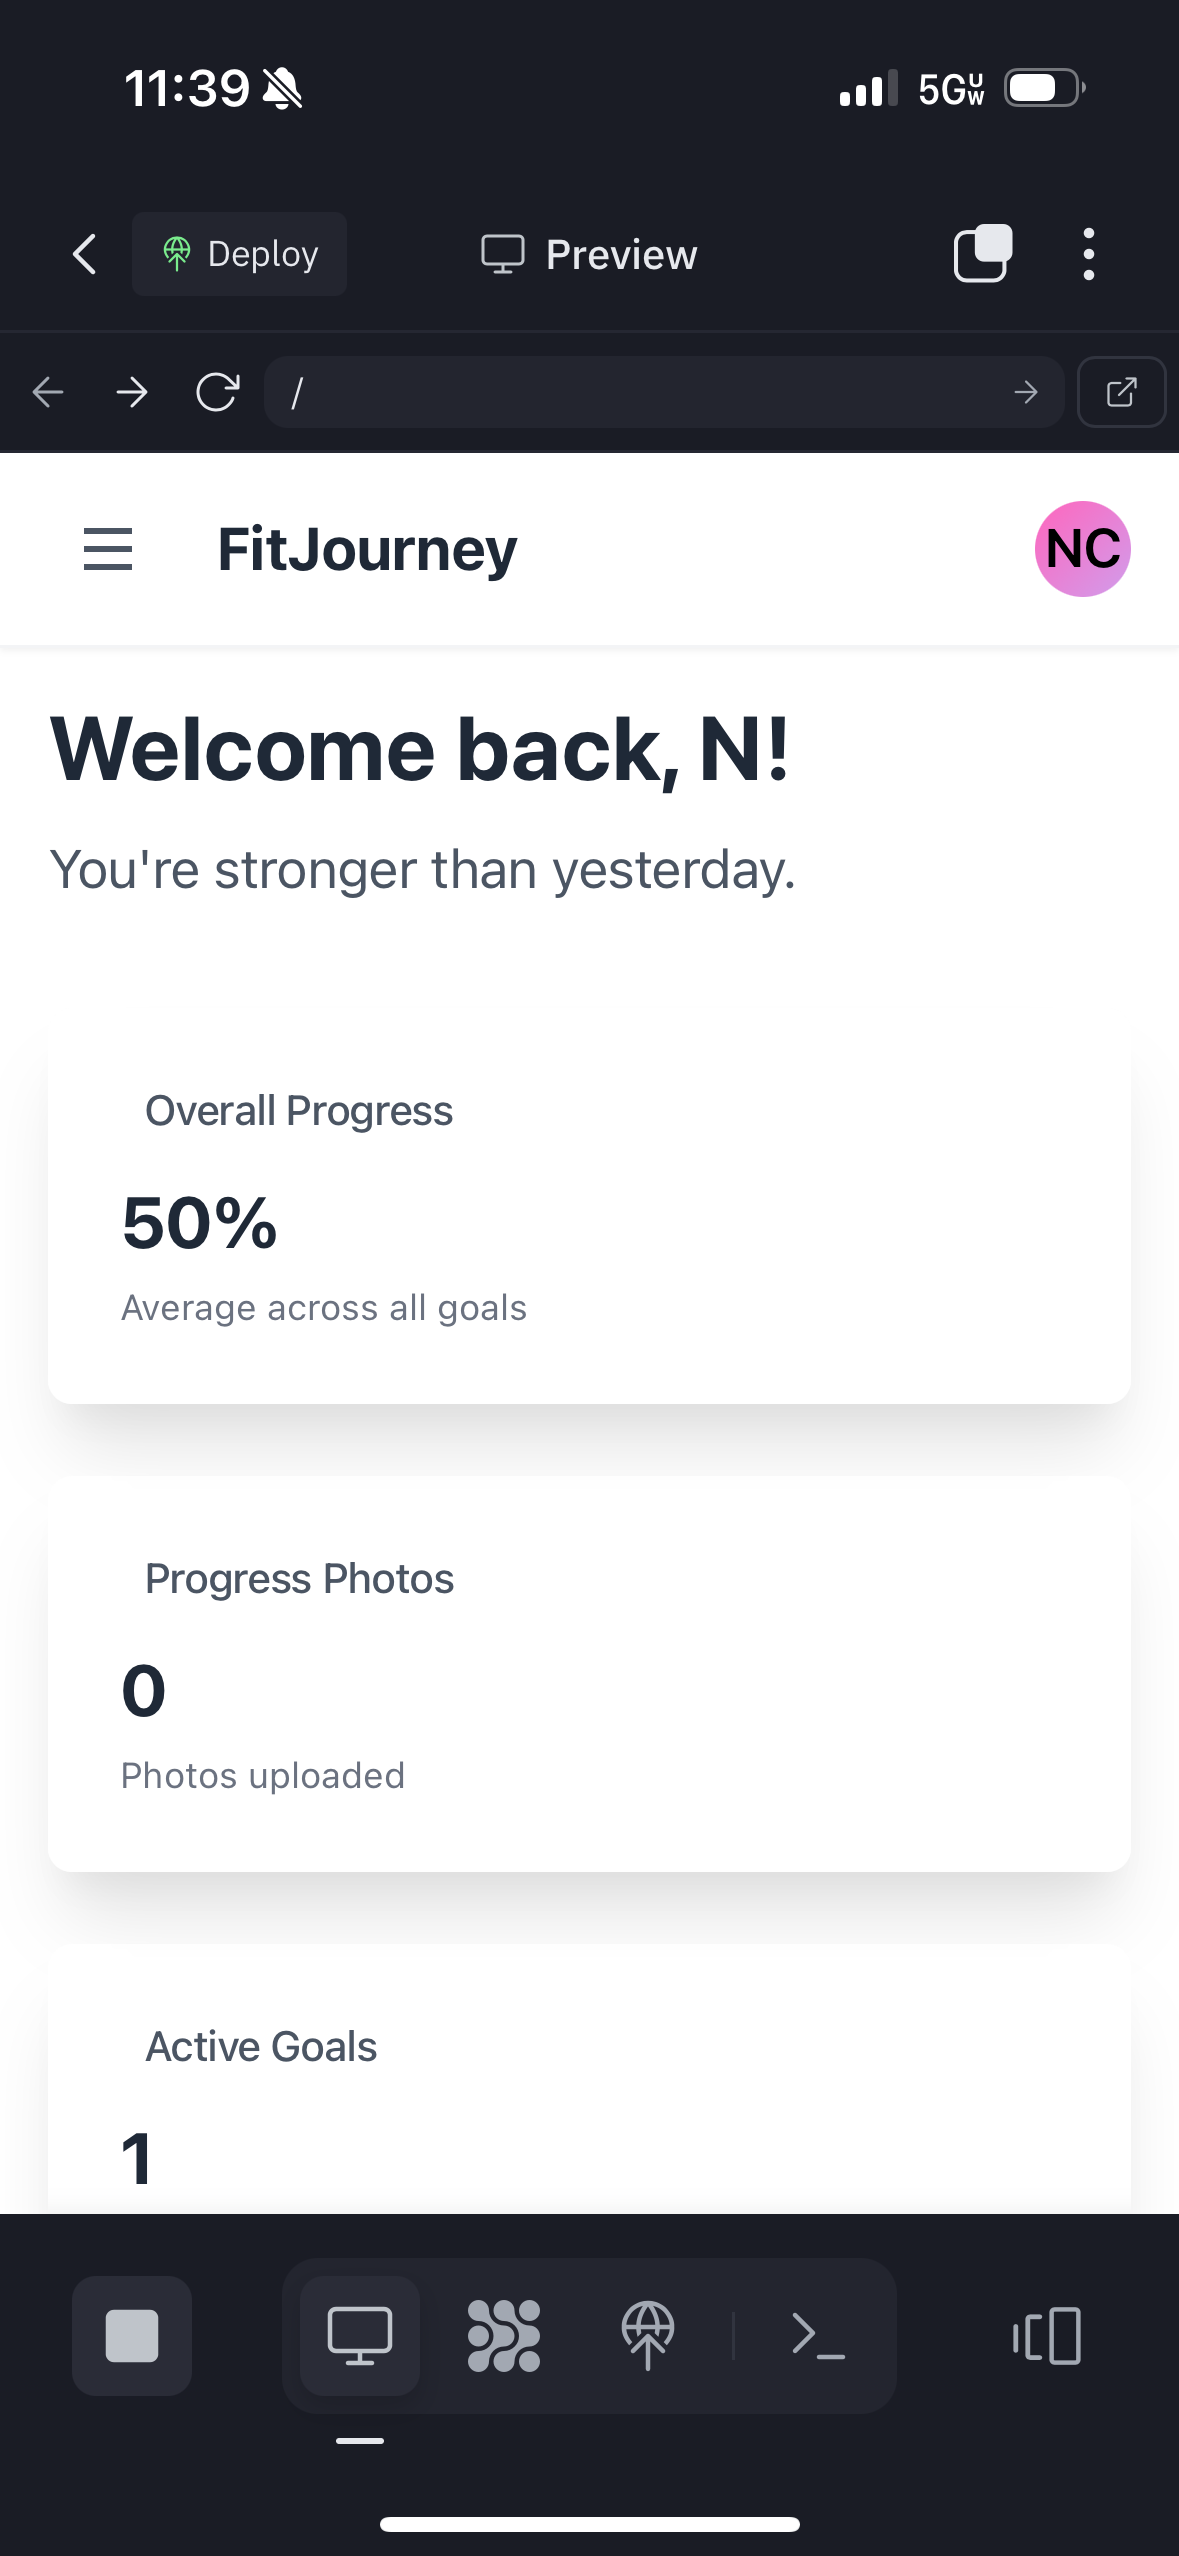 11:39
5G UW
Deploy
Preview
/
FitJourney
NC
Welcome back, N!
You're stronger than yesterday.
Overall Progress
50%
Average across all goals
Progress Photos
0
Photos uploaded
Active Goals
1